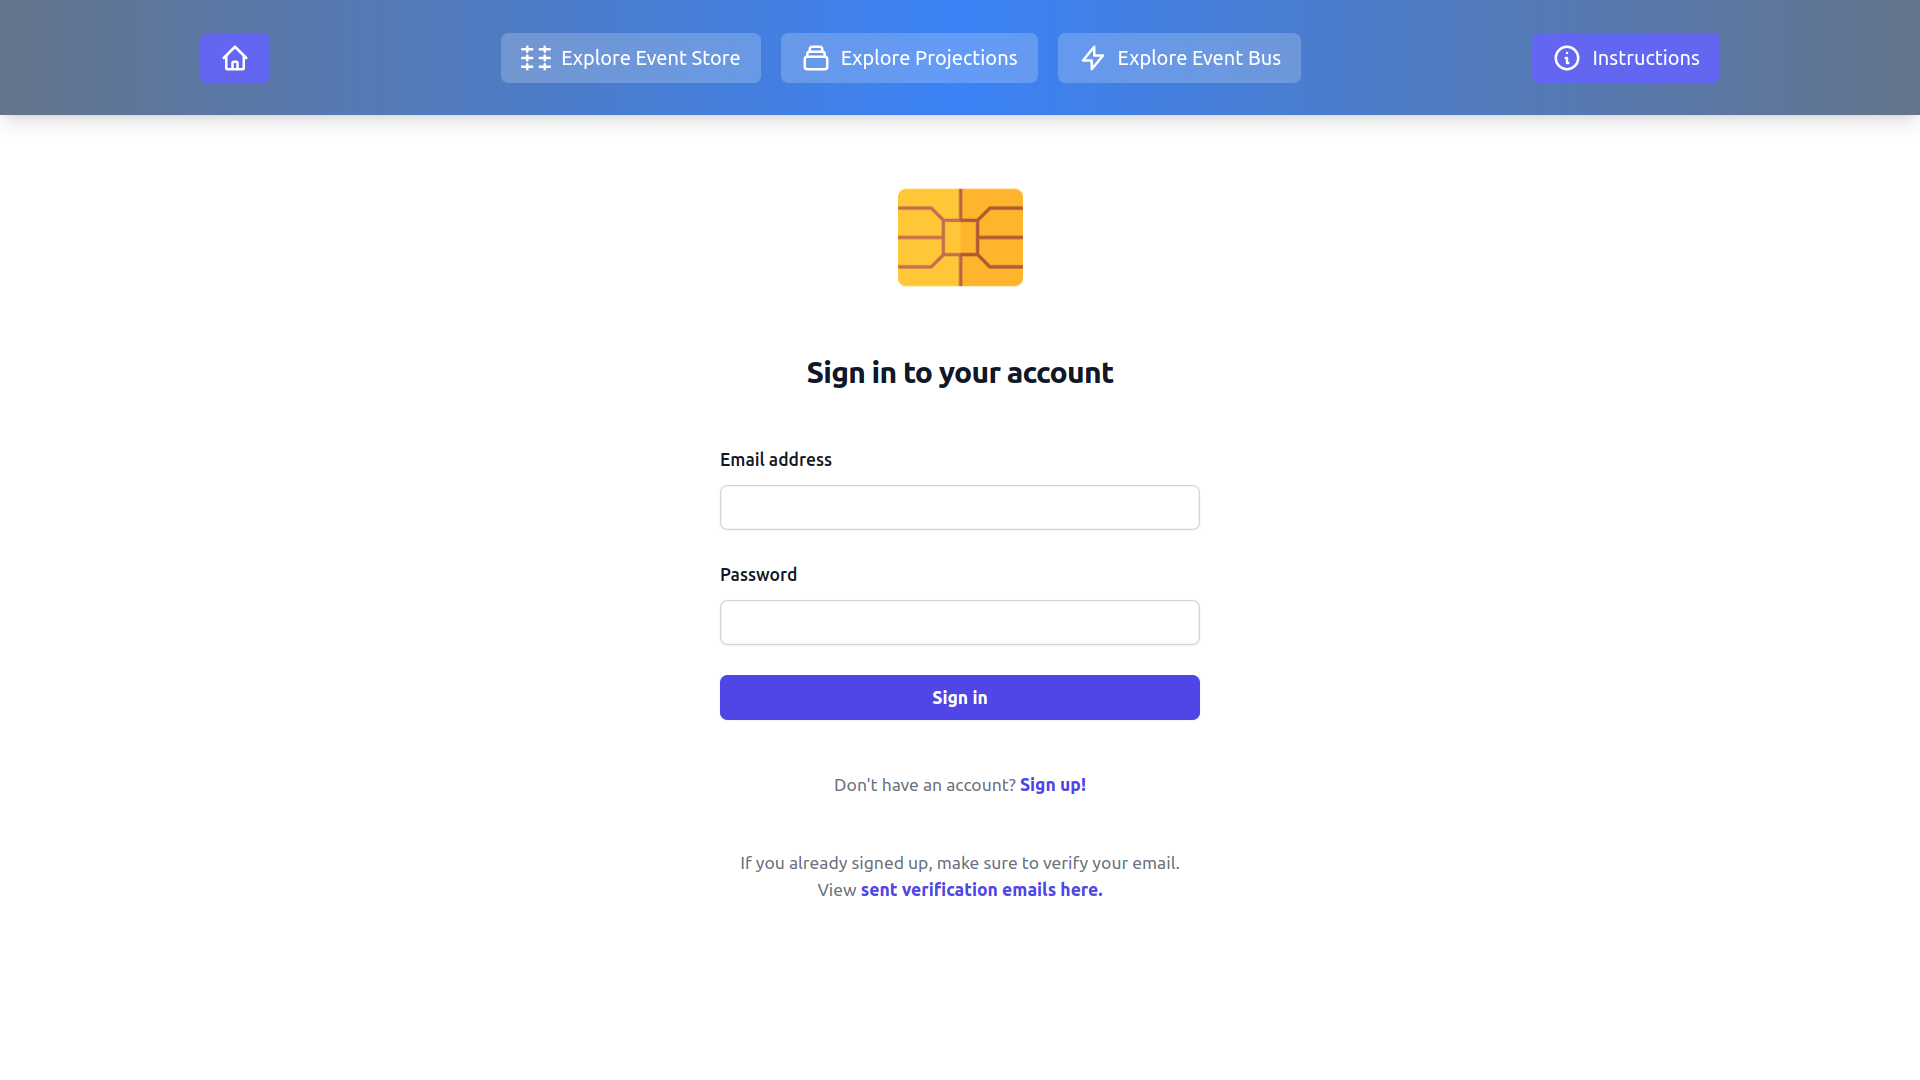 Explore Event Store
Explore Projections
Explore Event Bus
Instructions
Sign in to your account
Email address
Password
Sign in
Don't have an account? Sign up!
If you already signed up, make sure to verify your email.
View sent verification emails here.